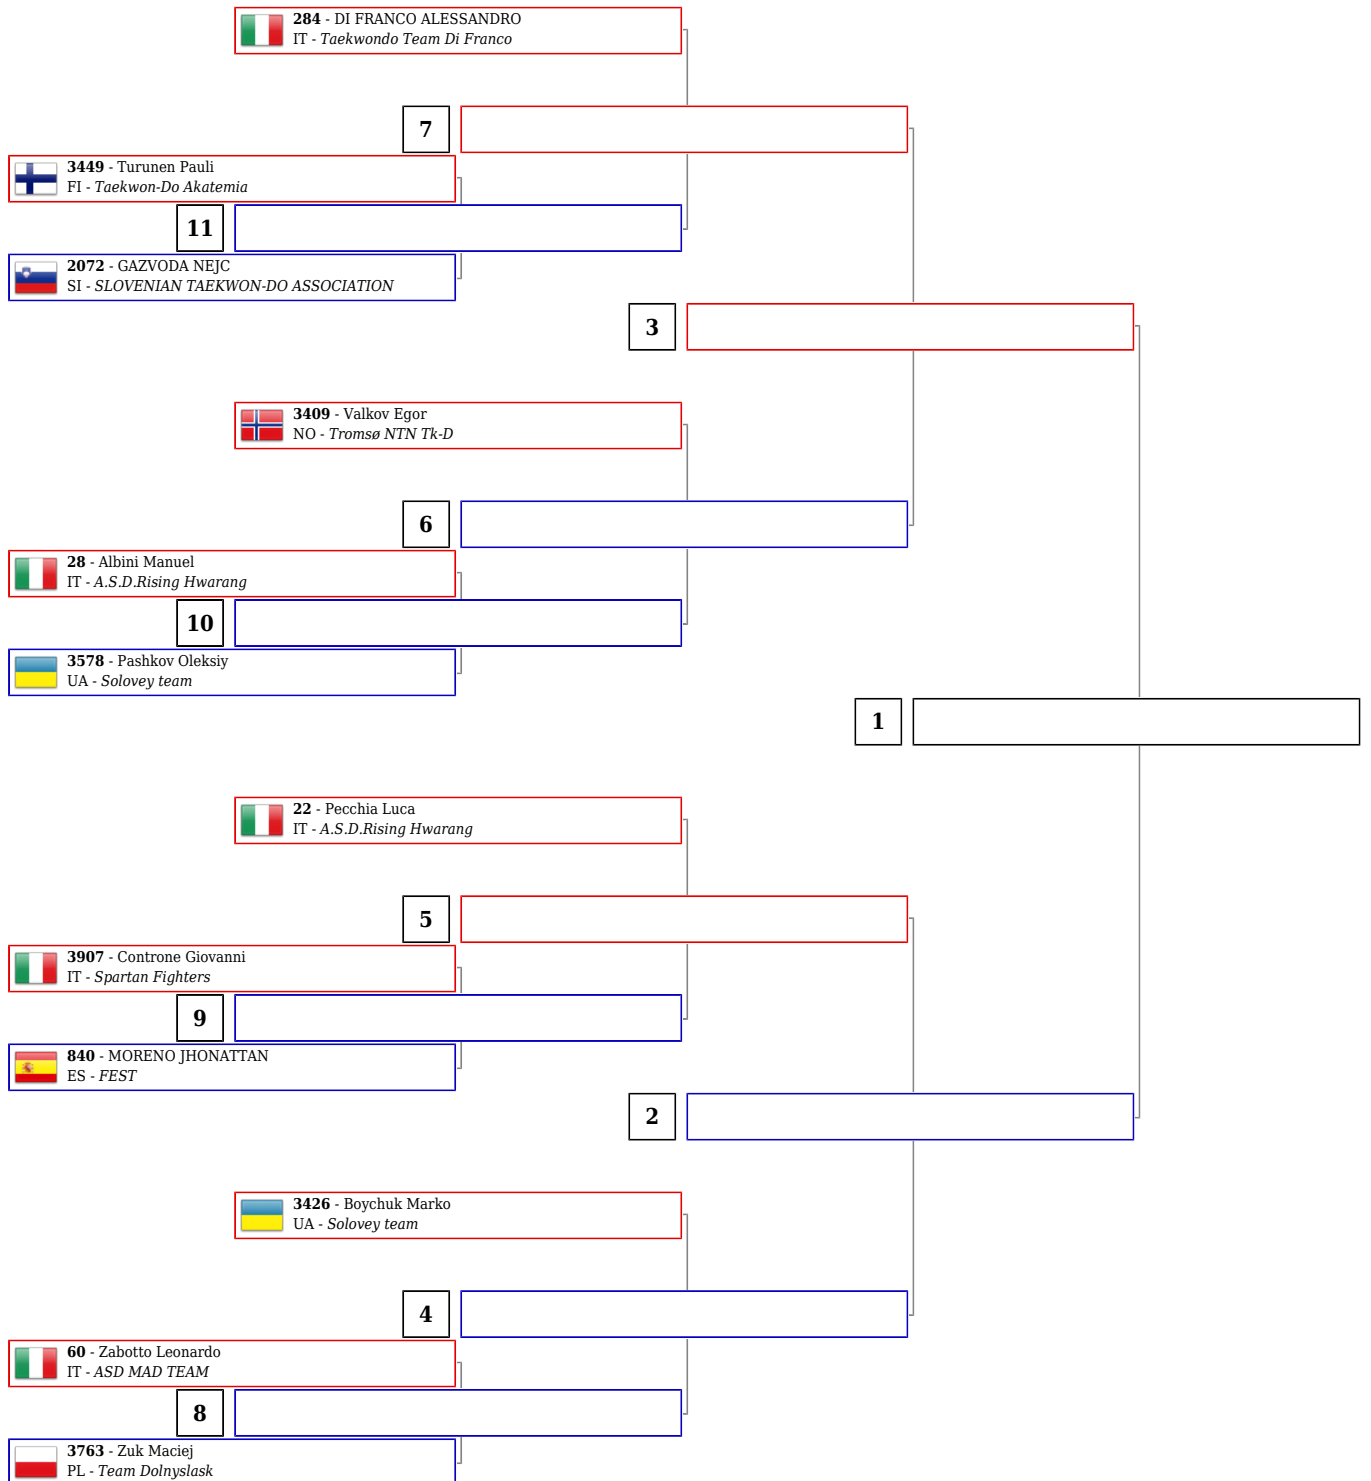 284 - DI FRANCO ALESSANDRO
IT - Taekwondo Team Di Franco
7
3449 - Turunen Pauli
FI - Taekwon-Do Akatemia
11
2072 - GAZVODA NEJC
SI - SLOVENIAN TAEKWON-DO ASSOCIATION
3
3409 - Valkov Egor
NO - Tromsø NTN Tk-D
6
28 - Albini Manuel
IT - A.S.D.Rising Hwarang
10
3578 - Pashkov Oleksiy
UA - Solovey team
1
22 - Pecchia Luca
IT - A.S.D.Rising Hwarang
5
3907 - Controne Giovanni
IT - Spartan Fighters
9
840 - MORENO JHONATTAN
ES - FEST
2
3426 - Boychuk Marko
UA - Solovey team
4
60 - Zabotto Leonardo
IT - ASD MAD TEAM
8
3763 - Zuk Maciej
PL - Team Dolnyslask